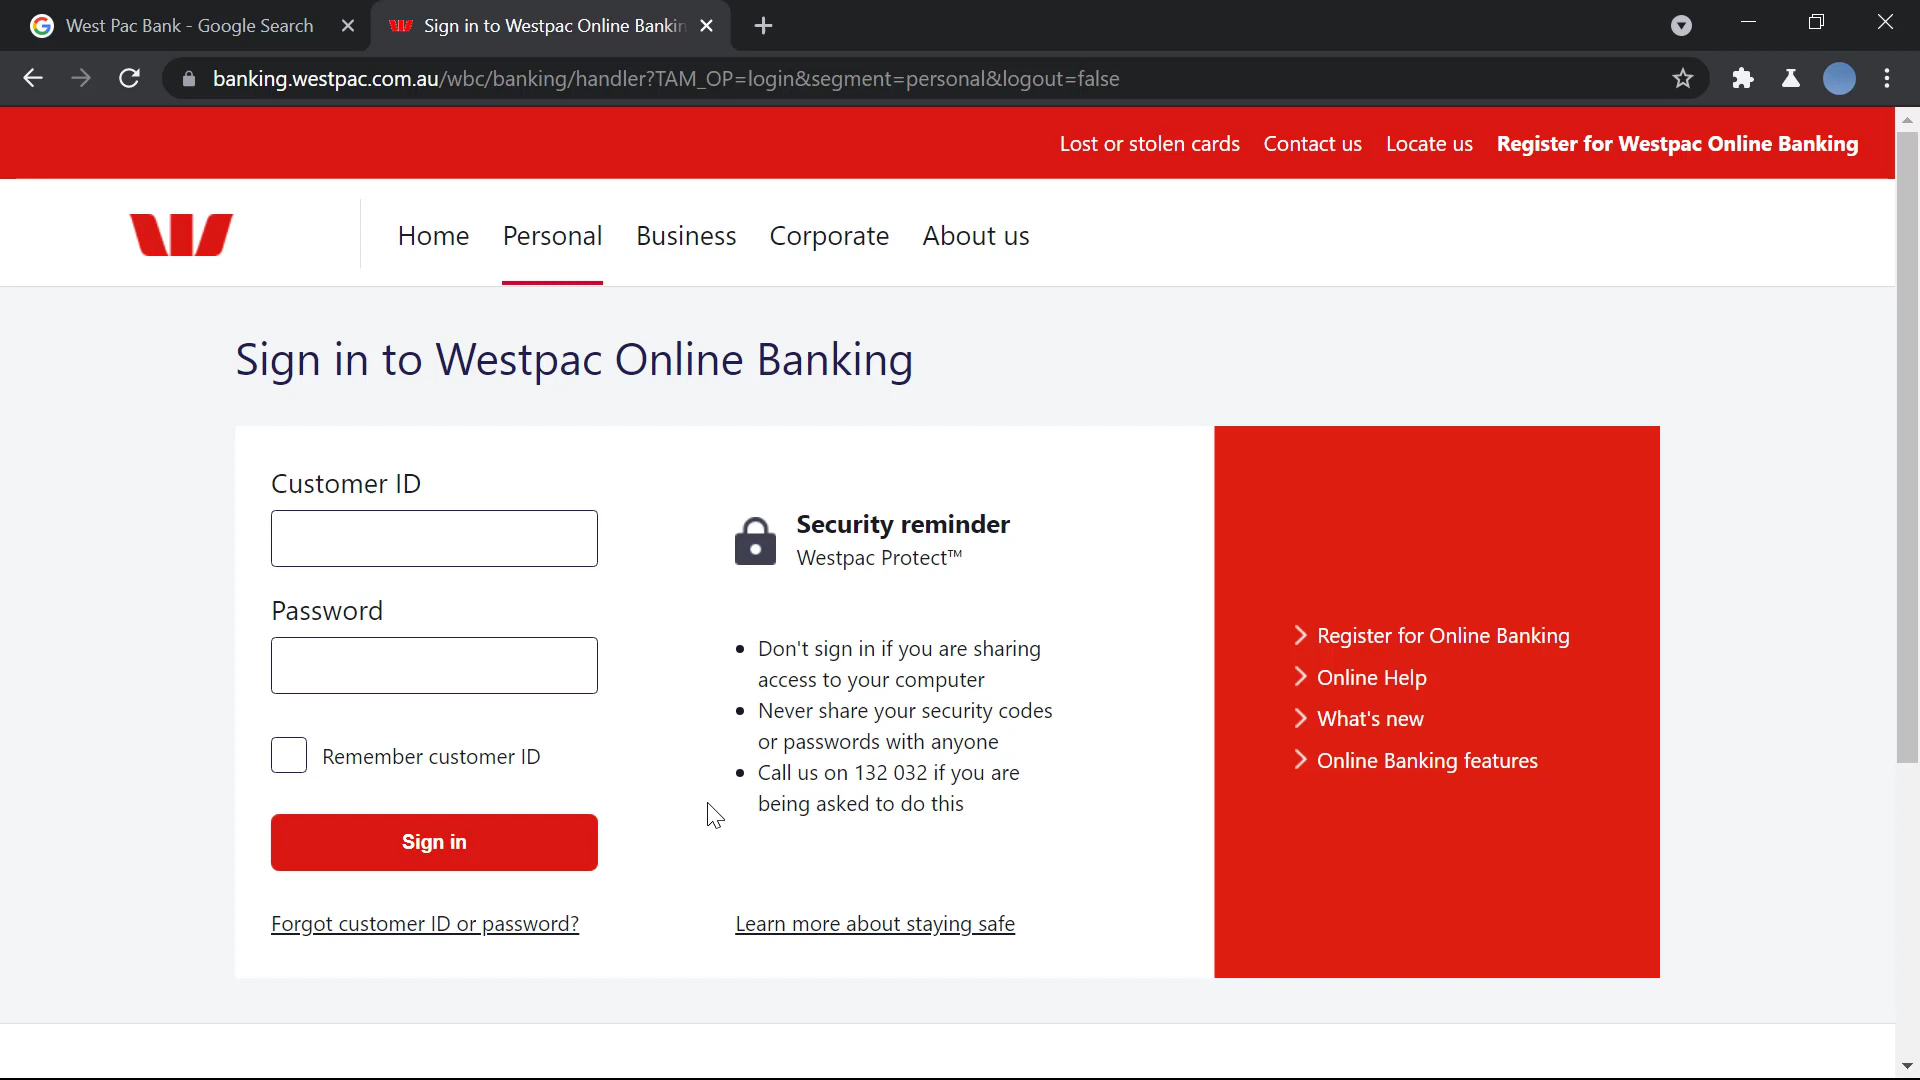 West Pac Bank - Google Search
Sign in to Westpac Online Bankin
banking.westpac.com.au/wbc/banking/handler?TAM_OP=login&segment=personal&logout=false
Lost or stolen cards Contact us Locate us Register for Westpac Online Banking
Home Personal Business Corporate About us
Sign in to Westpac Online Banking
Customer ID
Password
Remember customer ID
Sign in
Forgot customer ID or password?
Security reminder
Westpac Protect™
• Don't sign in if you are sharing
access to your computer
• Never share your security codes
or passwords with anyone
• Call us on 132 032 if you are
being asked to do this
Learn more about staying safe
Register for Online Banking
Online Help
What's new
Online Banking features